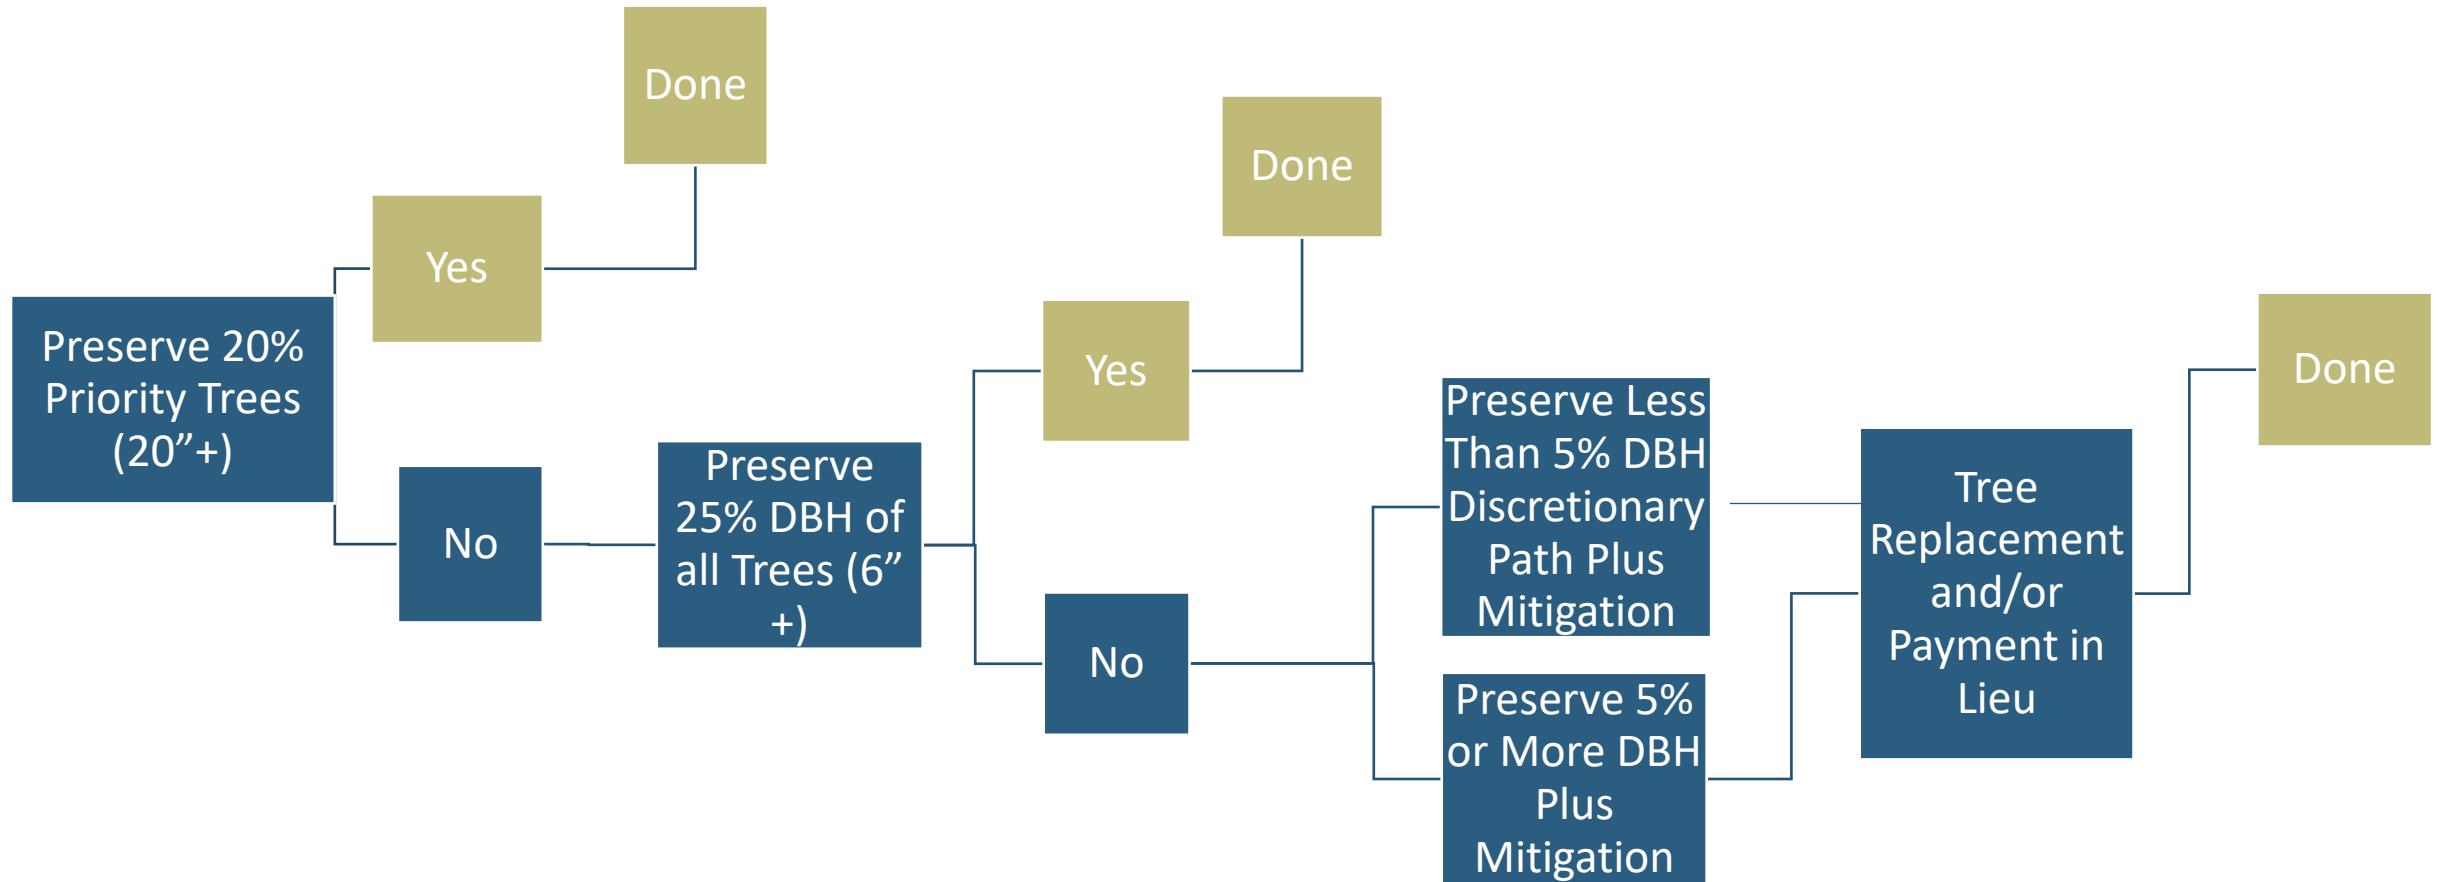 Done
Done
Yes
Preserve 20%
Priority Trees
(20”+)
Done
Yes
Preserve Less
Than 5% DBH
Discretionary
Path Plus
Mitigation
Preserve
25% DBH of
all Trees (6”
+)
No
Tree
Replacement
and/or
Payment in
Lieu
No
Preserve 5%
or More DBH
Plus
Mitigation